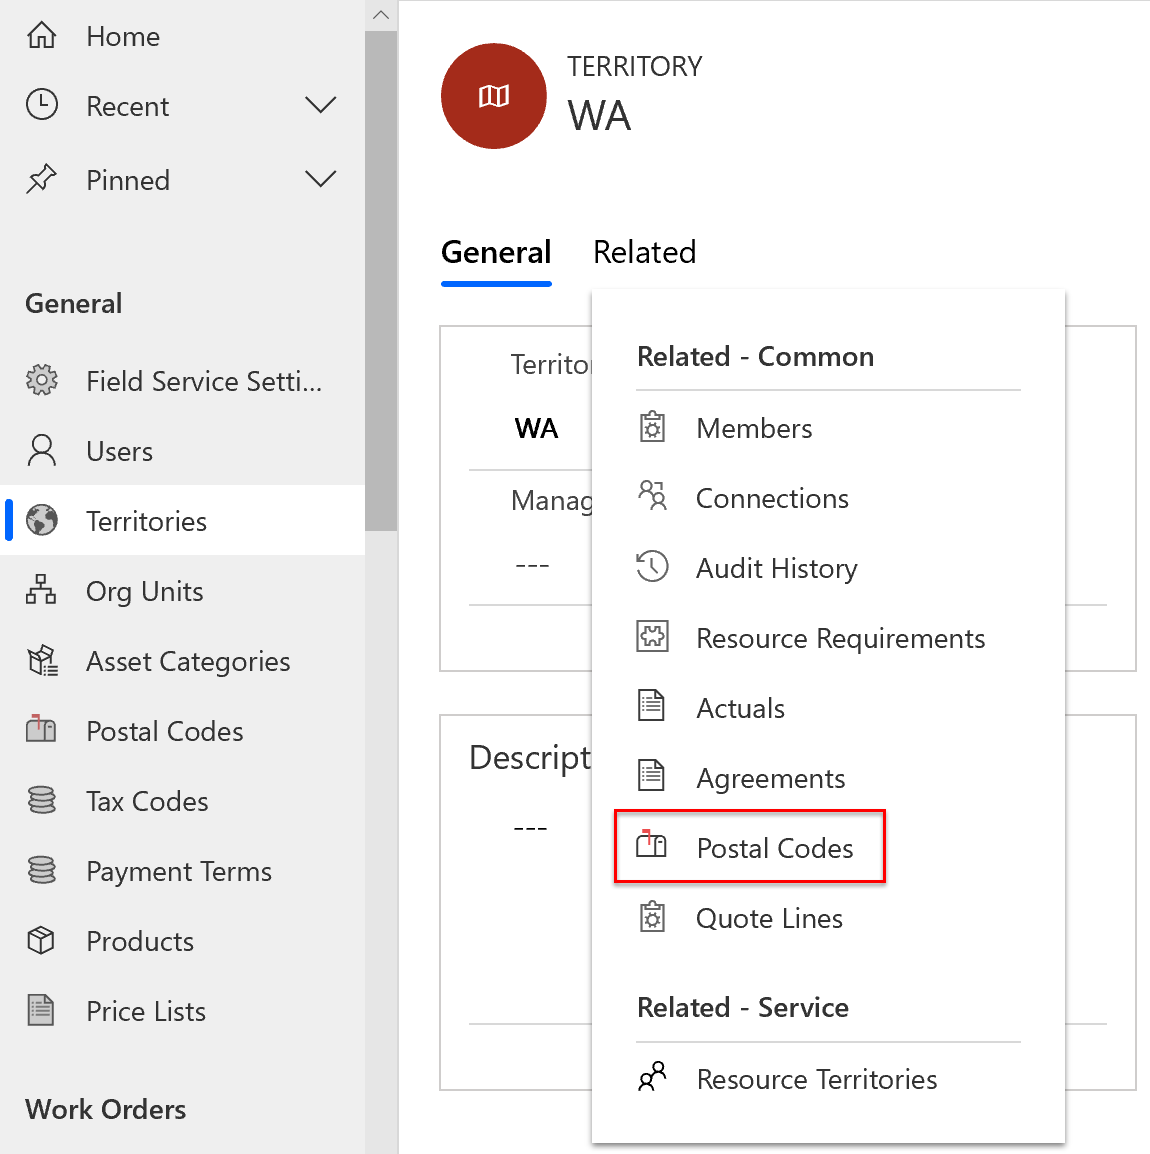 Home
Recent
Pinned
General
Field Service Setti...
Users
Territories
Org Units
Asset Categories
Postal Codes
Tax Codes
Payment Terms
Products
Price Lists
Work Orders
TERRITORY
WA
General
Related
Territor
WA
Manag
---
Descript
---
Related - Common
Members
Connections
Audit History
Resource Requirements
Actuals
Agreements
Postal Codes
Quote Lines
Related - Service
Resource Territories